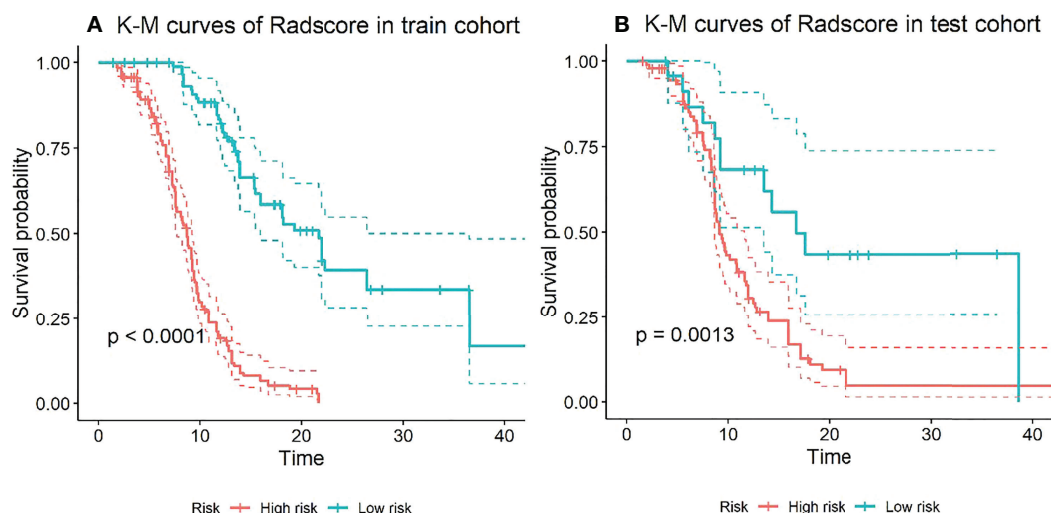 A K-M curves of Radscore in train cohort
1.00
0.75
0.50
0.25
0.00
Survival probability
p < 0.0001
0 10 20 30 40
Time
Risk High risk Low risk
B K-M curves of Radscore in test cohort
1.00
0.75
0.50
0.25
0.00
Survival probability
p = 0.0013
0 10 20 30 40
Time
Risk High risk Low risk